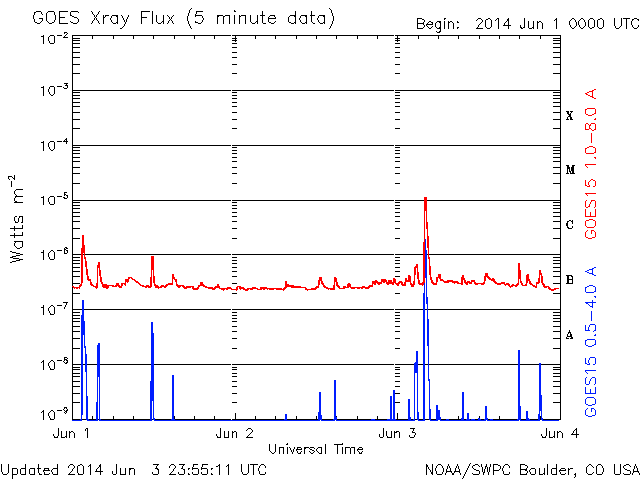 GOES Xray Flux (5 minute data)
Begin: 2014 Jun 1 0000 UTC
10⁻²
10⁻³
10⁻⁴
10⁻⁵
10⁻⁶
10⁻⁷
10⁻⁸
10⁻⁹
Watts m⁻²
X
M
C
B
A
GOES15 1.0–8.0 A
GOES15 0.5–4.0 A
Jun 1
Jun 2
Jun 3
Jun 4
Universal Time
Updated 2014 Jun 3 23:55:11 UTC
NOAA/SWPC Boulder, CO USA